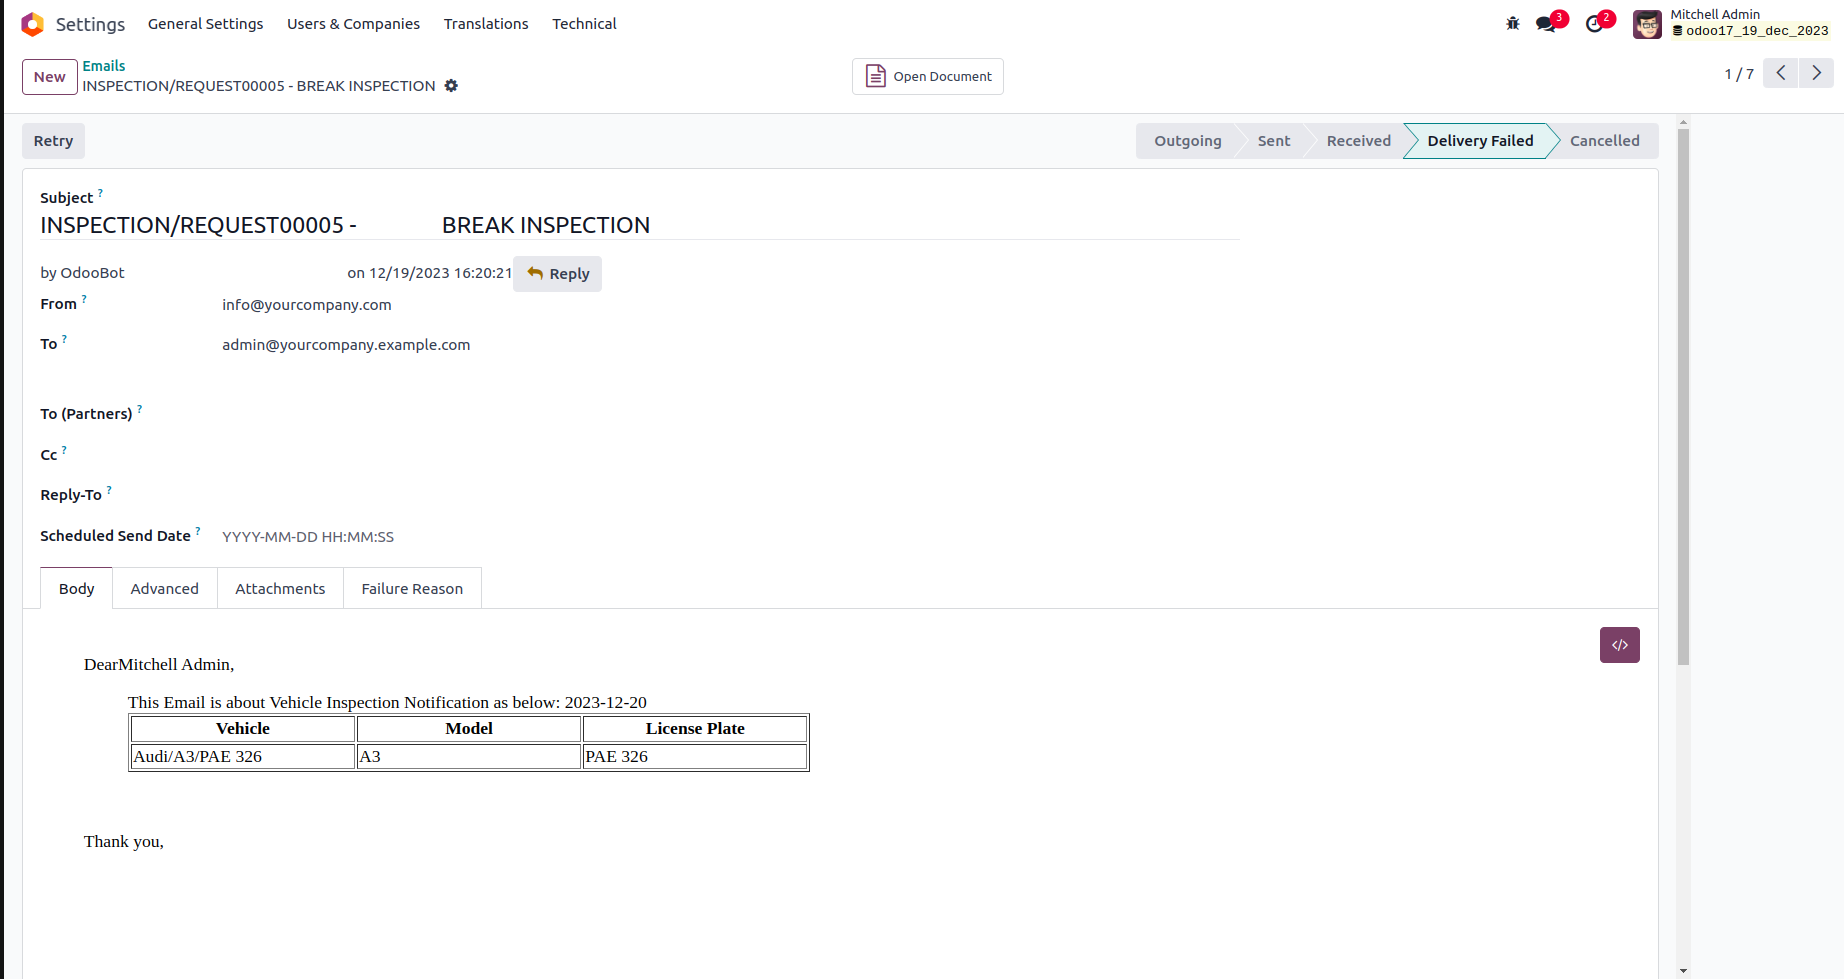 Settings General Settings Users & Companies Translations Technical 3 2 Mitchell Admin
odoo17_19_dec_2023
New Emails
INSPECTION/REQUEST00005 - BREAK INSPECTION
Open Document
1 / 7
Retry
Outgoing Sent Received Delivery Failed Cancelled
Subject ?
INSPECTION/REQUEST00005 - BREAK INSPECTION
by OdooBot on 12/19/2023 16:20:21 Reply
From ? info@yourcompany.com
To ? admin@yourcompany.example.com
To (Partners) ?
Cc ?
Reply-To ?
Scheduled Send Date ? YYYY-MM-DD HH:MM:SS
Body Advanced Attachments Failure Reason
</>
DearMitchell Admin,
This Email is about Vehicle Inspection Notification as below: 2023-12-20
Vehicle Model License Plate
Audi/A3/PAE 326 A3 PAE 326
Thank you,